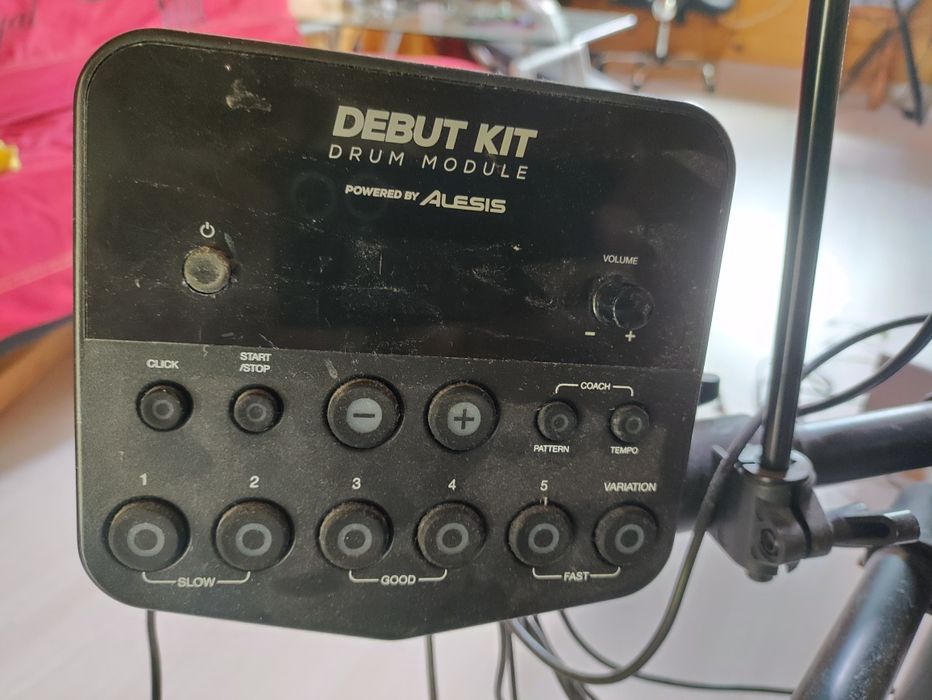 DEBUT KIT
DRUM MODULE
POWERED BY ALESIS
VOLUME
- +
CLICK
START
/STOP
- +
COACH
PATTERN TEMPO
1 2 3 4 5 VARIATION
SLOW GOOD FAST